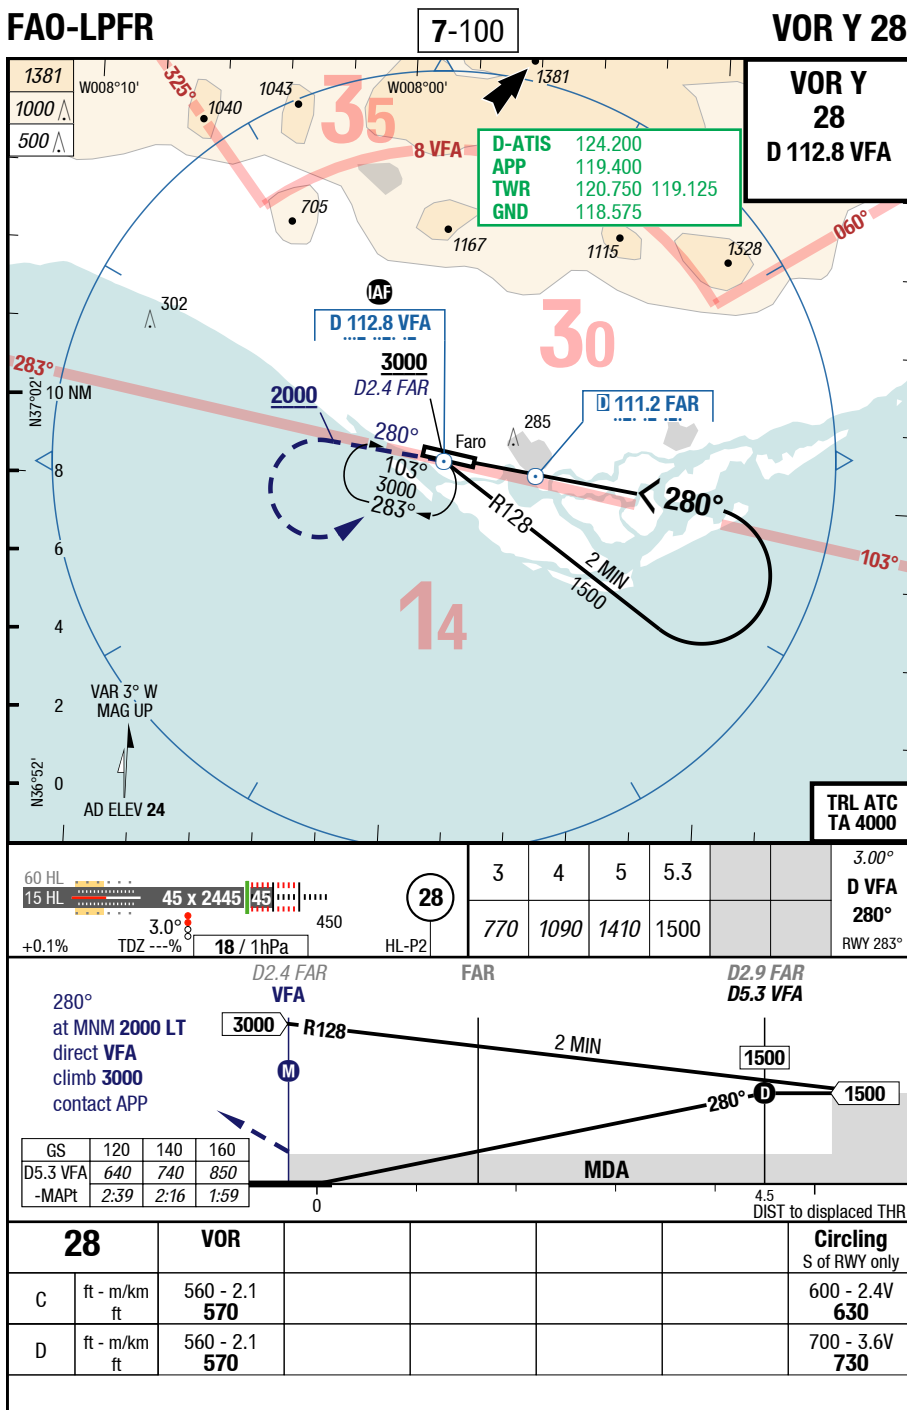 FAO-LPFR
7-100
VOR Y 28
1381
1000
500
W008°10'
W008°00'
325°
1040
1043
35
1381
8 VFA
D-ATIS 124.200
APP 119.400
TWR 120.750 119.125
GND 118.575
VOR Y
28
D 112.8 VFA
705
1167
1115
1328
060°
302
IAF
D 112.8 VFA
3000
D2.4 FAR
30
283°
N37°02'
10 NM
2000
280°
Faro
285
D 111.2 FAR
103°
3000
283°
R128
280°
2 MIN
1500
103°
8
6
4
2
0
14
VAR 3° W
MAG UP
N36°52'
AD ELEV 24
TRL ATC
TA 4000
60 HL
15 HL
45 x 2445
45
450
3.0°
+0.1%
TDZ ---%
18 / 1hPa
HL-P2
28
3 4 5 5.3
770 1090 1410 1500
3.00°
D VFA
280°
RWY 283°
D2.4 FAR
VFA
FAR
D2.9 FAR
D5.3 VFA
280°
at MNM 2000 LT
direct VFA
climb 3000
contact APP
3000
R128
2 MIN
1500
M
280°
D
1500
MDA
GS 120 140 160
D5.3 VFA 640 740 850
-MAPt 2:39 2:16 1:59
0
4.5
DIST to displaced THR
28 VOR Circling
S of RWY only
C ft - m/km 560 - 2.1 600 - 2.4V
ft 570 630
D ft - m/km 560 - 2.1 700 - 3.6V
ft 570 730